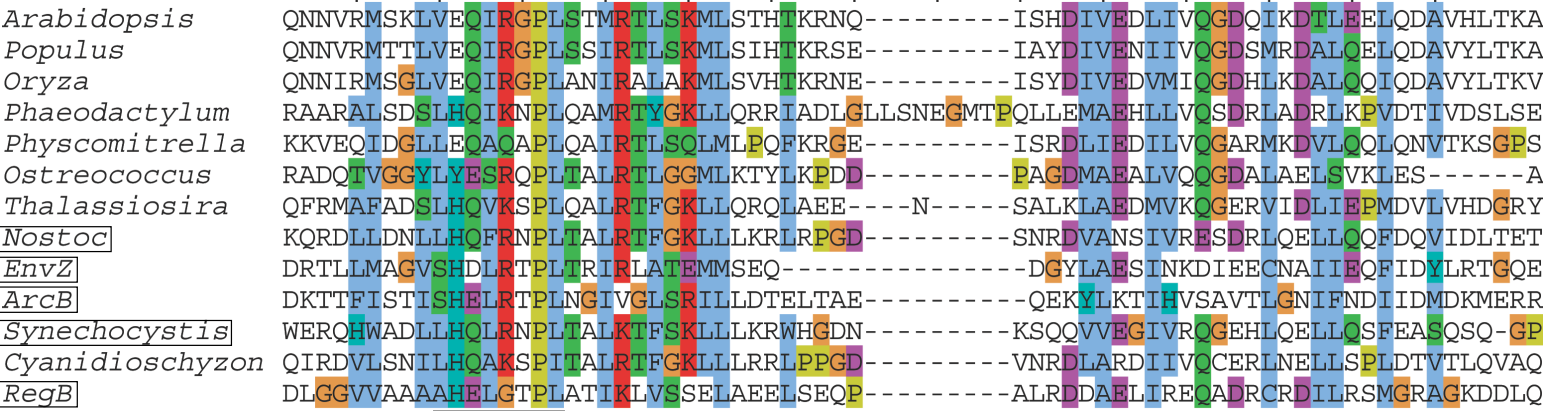 Arabidopsis QNNVRMSKLVEQIRGPLSTMRTLSKMLSTHTKRNQ---------ISHDIVEDLIVQGDQIKDTLEELQDAVHLTKA
Populus QNNVRMTTLVEQIRGPLSSIRTLSKMLSIHTKRSE---------IAYDIVENIIVQGDSMRDALQELQDAVYLTKA
Oryza QNNIRMSGLVEQIRGPLANIRALAKMLSVHTKRNE---------ISYDIVEDVMIQGDHLKDALQQIQDAVYLTKV
Phaeodactylum RAARALSDSLHQIKNPLQAMRTYGKLLQRRIADLGLLSNEGMTPQLLEMAEHLLVQSDRLADRLKPVDTIVDSLSE
Physcomitrella KKVEQIDGLLEQAQAPLQAIRTLSQLMLPQFKRGE---------ISRDLIEDILVQGARMKDVLQQLQNVTKSGPS
Ostreococcus RADQTVGGYLYESRQPLTALRTLGGMLKTYLKPDD---------PAGDMAEALVQQGDALAELSVKLES------A
Thalassiosira QFRMAFADSLHQVKSPLQALRTFGKLLQRQLAEE----N-----SALKLAEDMVKQGERVIDLIEPMDVLVHDGRY
Nostoc KQRDLLDNLLHQFRNPLTALRTFGKLLLKRLRPGD---------SNRDVANSIVRESDRLQELLQQFDQVIDLTET
EnvZ DRTLLMAGVSHDLRTPLTRIRLATEMMSEQ---------------DGYLAESINKDIEECNAIIEQFIDYLRTGQE
ArcB DKTTFISTISHELRTPLNGIVGLSRILLDTELTAE----------QEKYLKTIHVSAVTLGNIFNDIIDMDKMERR
Synechocystis WERQHWADLLHQLRNPLTALKTFSKLLLKRWHGDN---------KSQQVVEGIVRQGEHLQELLQSFEASQSQ-GP
Cyanidioschyzon QIRDVLSNILHQAKSPITALRTFGKLLLRRLPPGD---------VNRDLARDIIVQCERLNELLSPLDTVTLQVAQ
RegB DLGGVVAAAAHELGTPLATIKLVSSELAEELSEQP---------ALRDDAELIREQADRCRDILRSMGRAGKDDLQ